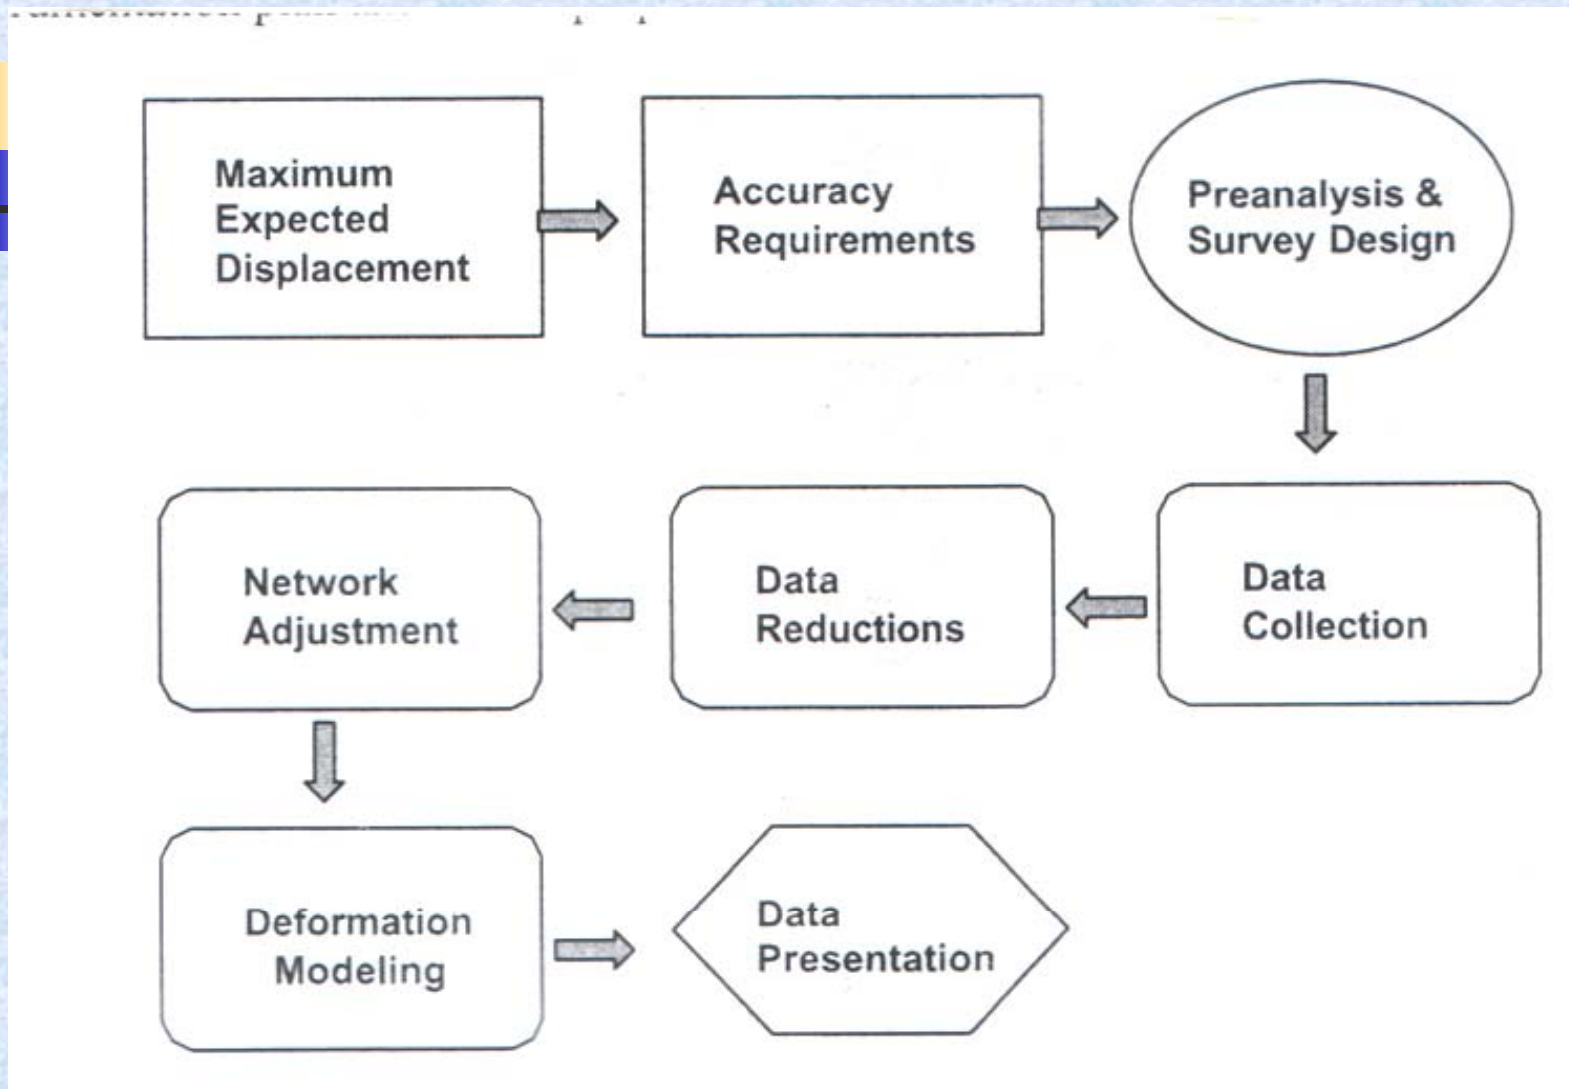 Maximum
Expected
Displacement
Accuracy
Requirements
Preanalysis &
Survey Design
Data
Collection
Data
Reductions
Network
Adjustment
Deformation
Modeling
Data
Presentation